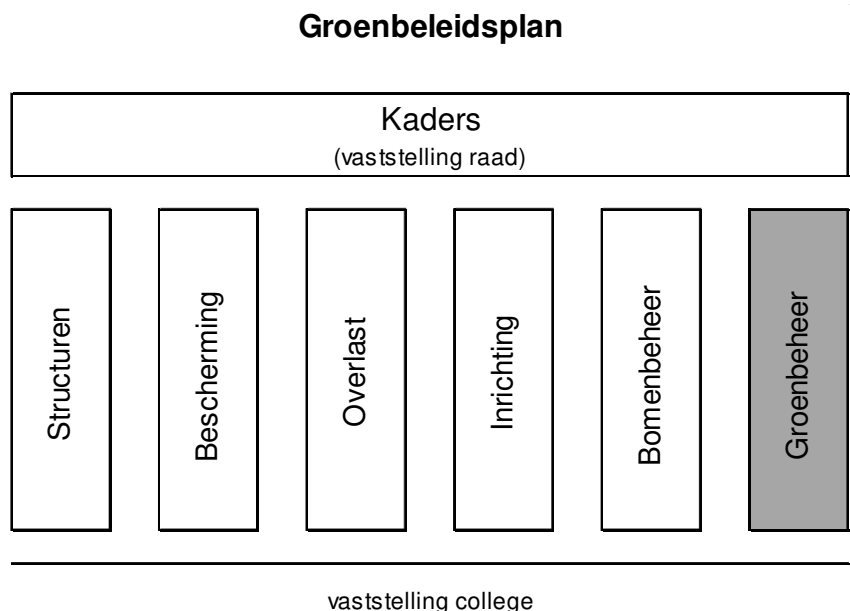 Groenbeleidsplan
Kaders
(vaststelling raad)
Structuren
Bescherming
Overlast
Inrichting
Bomenbeheer
Groenbeheer
vaststelling college